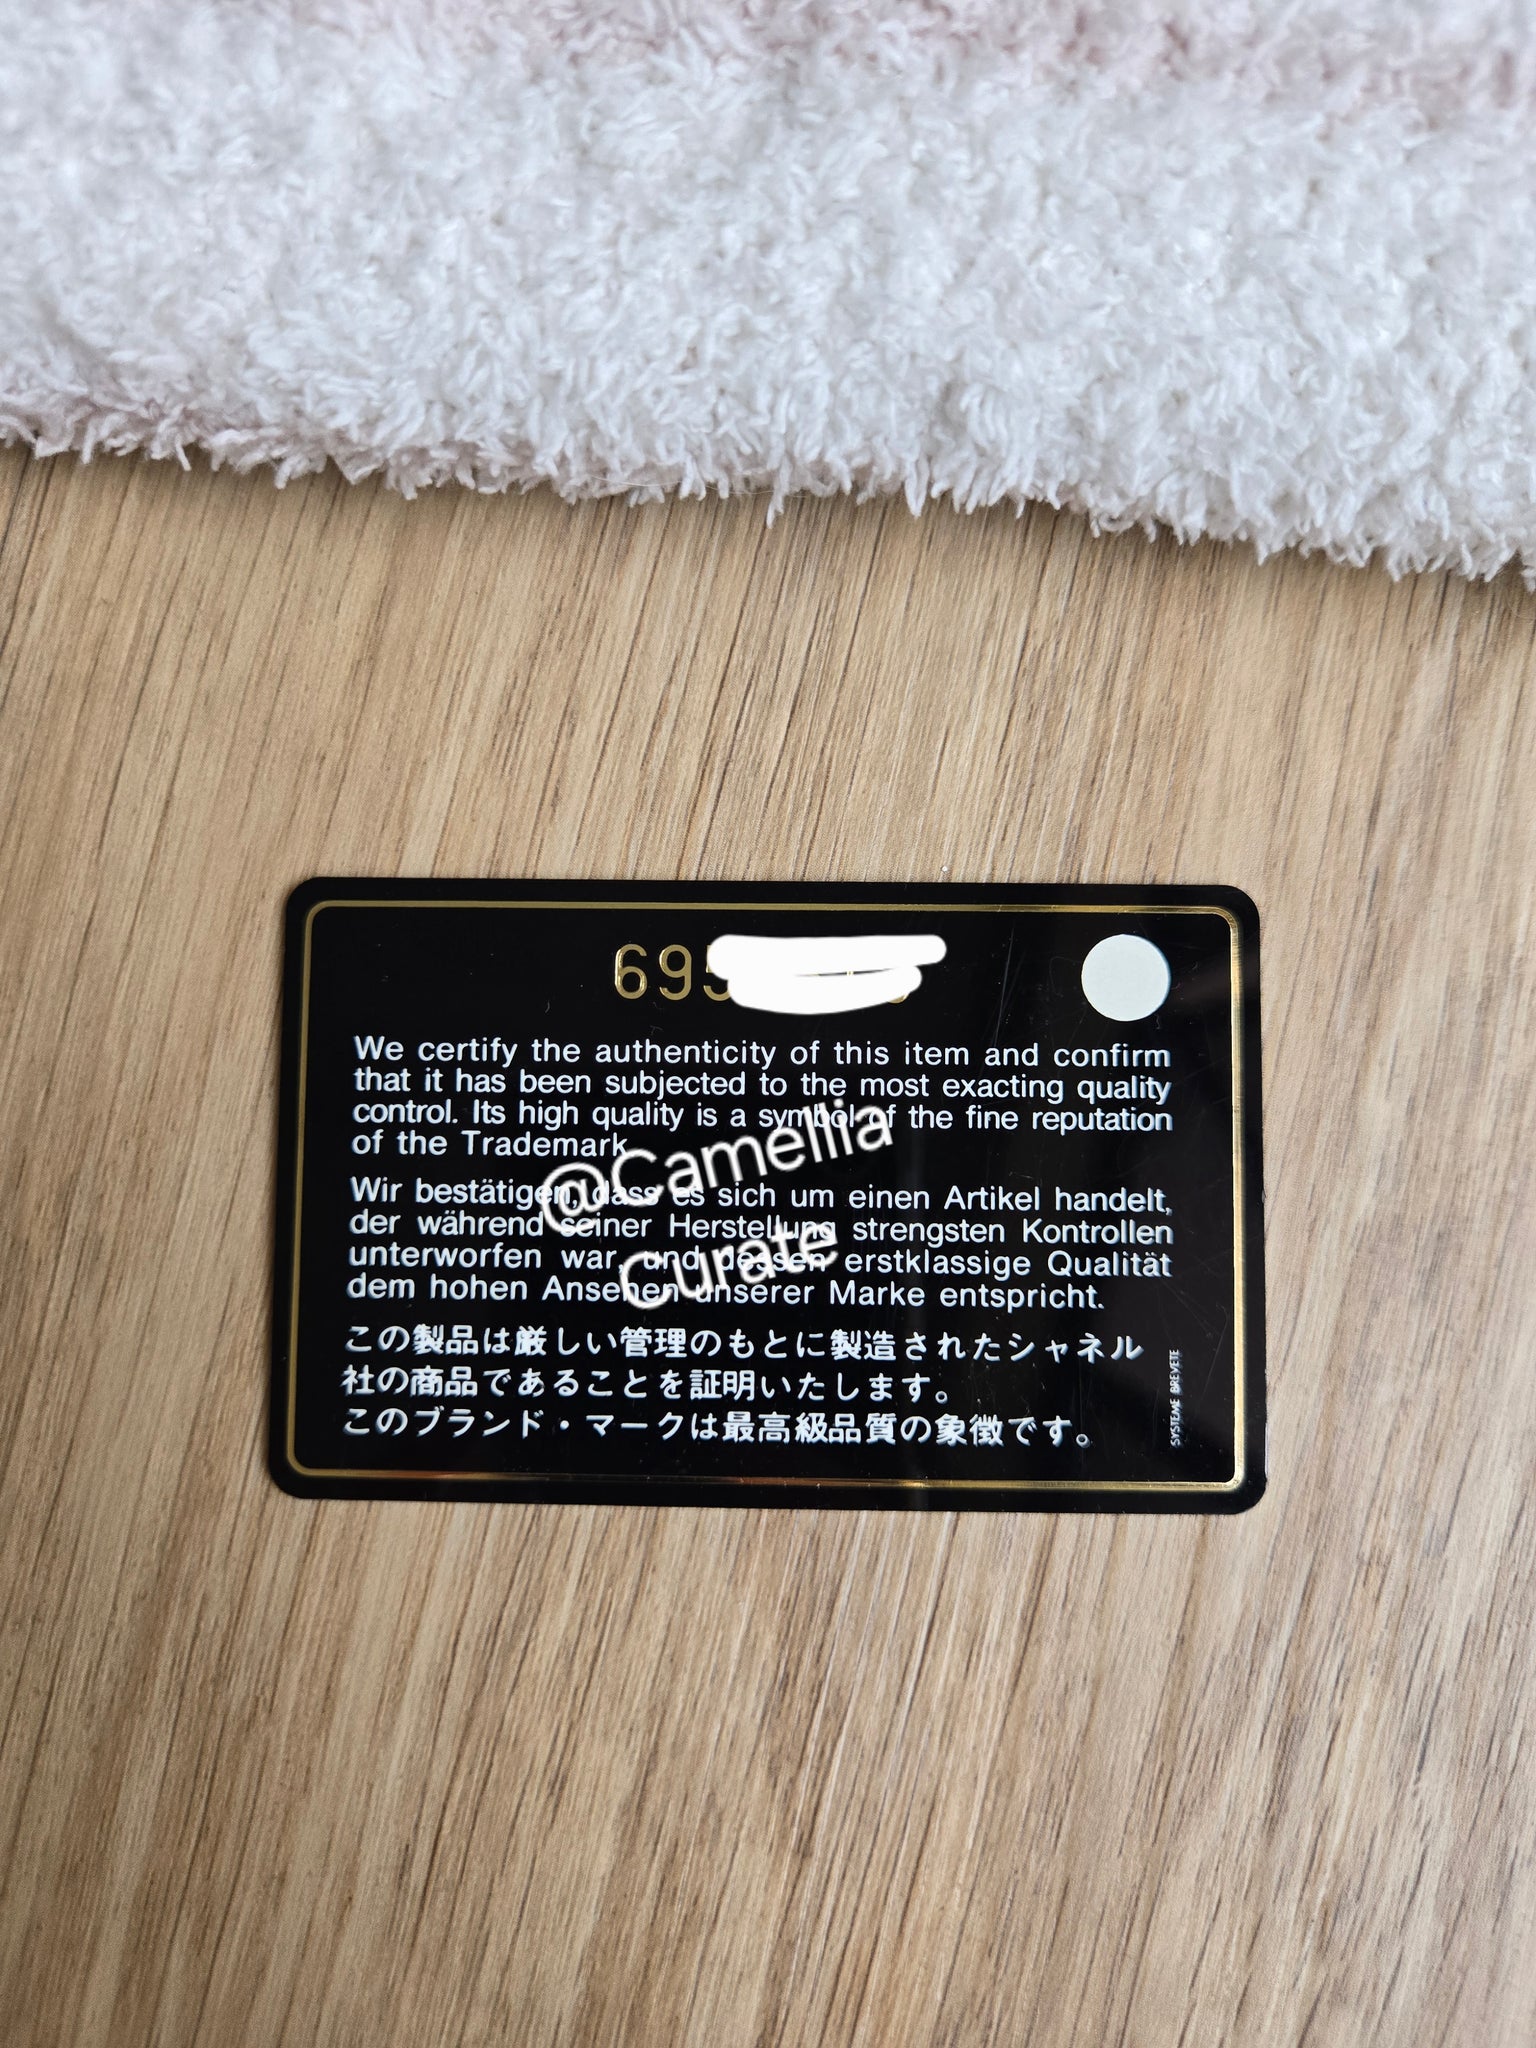 695
We certify the authenticity of this item and confirm
that it has been subjected to the most exacting quality
control. Its high quality is a symbol of the fine reputation
of the Trademark
@Camellia
Curate
Wir bestätigen, dass es sich um einen Artikel handelt,
der während seiner Herstellung strengsten Kontrollen
unterworfen war, und dessen erstklassige Qualität
dem hohen Ansehen unserer Marke entspricht.
この製品は厳しい管理のもとに製造されたシャネル
社の商品であることを証明いたします。
このブランド・マークは最高級品質の象徴です。
SYSTEME BREVETE